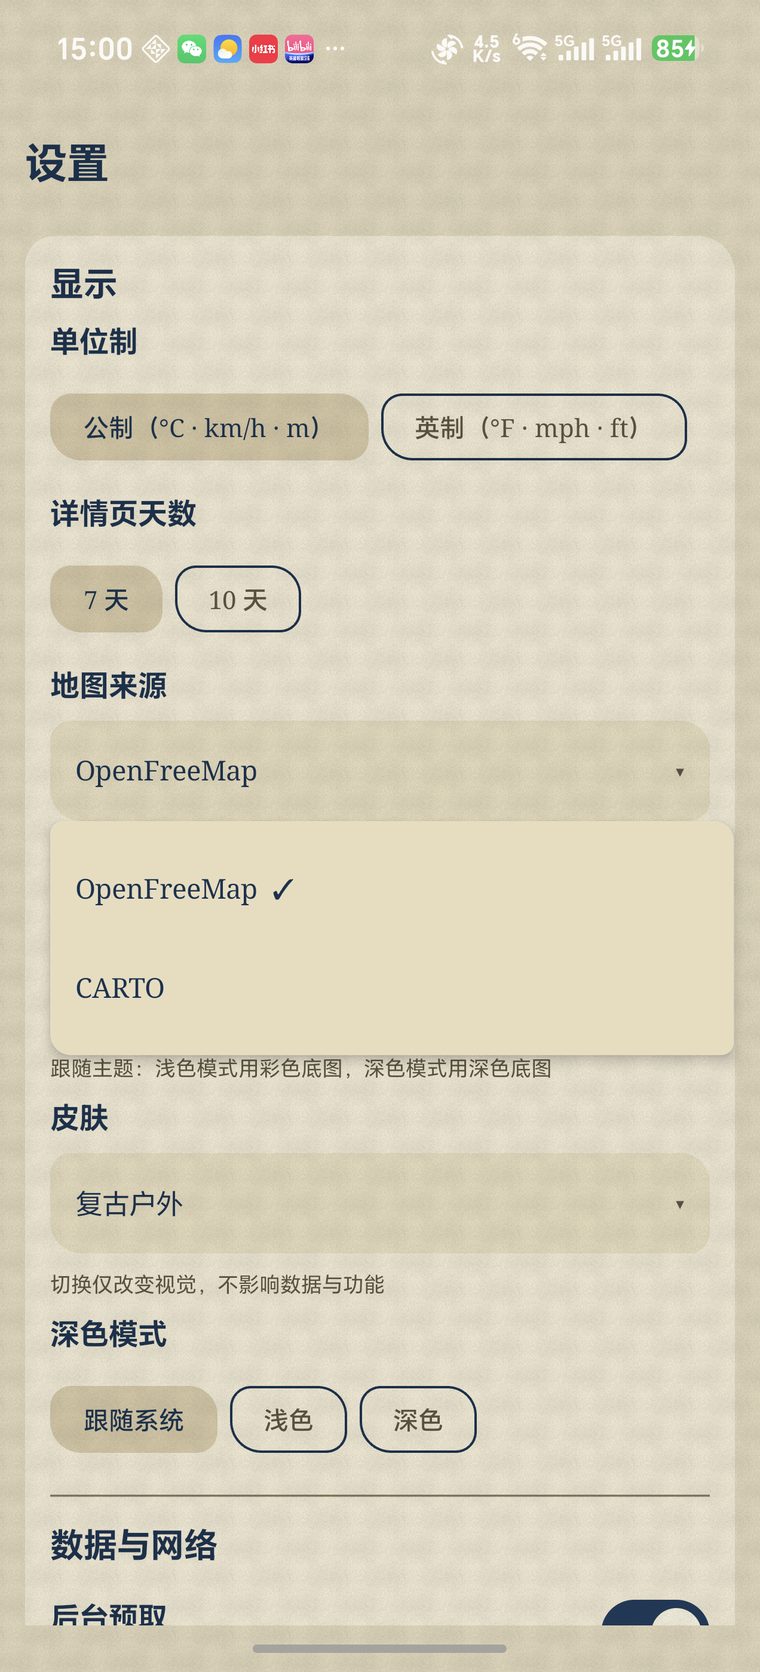 15:00 小红书 bilibili ... 4.5 K/s 6 5G 5G 85
设置
显示
单位制
公制（°C · km/h · m） 英制（°F · mph · ft）
详情页天数
7 天 10 天
地图来源
OpenFreeMap ▾
OpenFreeMap ✓
CARTO
跟随主题：浅色模式用彩色底图，深色模式用深色底图
皮肤
复古户外 ▾
切换仅改变视觉，不影响数据与功能
深色模式
跟随系统 浅色 深色
数据与网络
后台预取